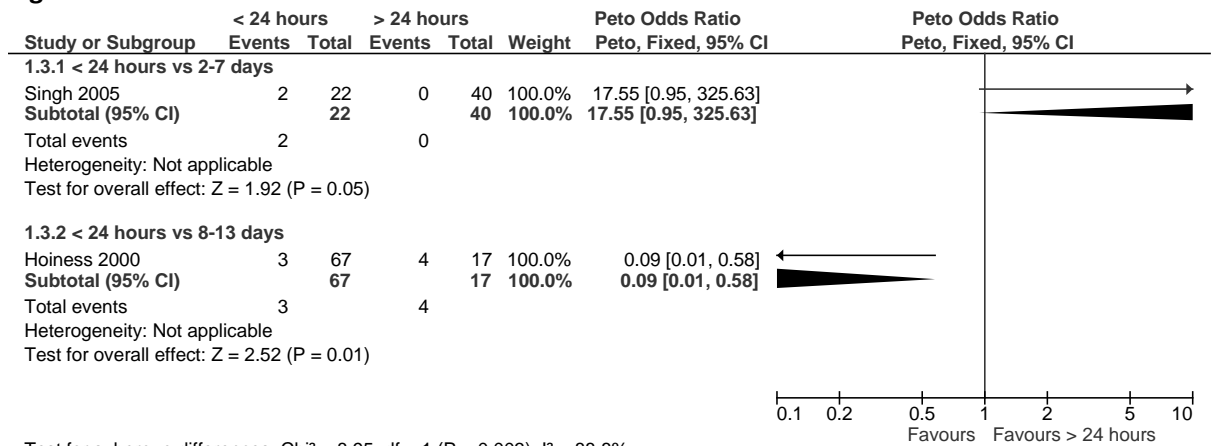 < 24 hours > 24 hours Peto Odds Ratio Peto Odds Ratio
Study or Subgroup Events Total Events Total Weight Peto, Fixed, 95% CI Peto, Fixed, 95% CI
1.3.1 < 24 hours vs 2-7 days
Singh 2005 2 22 0 40 100.0% 17.55 [0.95, 325.63]
Subtotal (95% CI) 22 40 100.0% 17.55 [0.95, 325.63]
Total events 2 0
Heterogeneity: Not applicable
Test for overall effect: Z = 1.92 (P = 0.05)
1.3.2 < 24 hours vs 8-13 days
Hoiness 2000 3 67 4 17 100.0% 0.09 [0.01, 0.58]
Subtotal (95% CI) 67 17 100.0% 0.09 [0.01, 0.58]
Total events 3 4
Heterogeneity: Not applicable
Test for overall effect: Z = 2.52 (P = 0.01)
0.1 0.2 0.5 1 2 5 10
Favours Favours > 24 hours